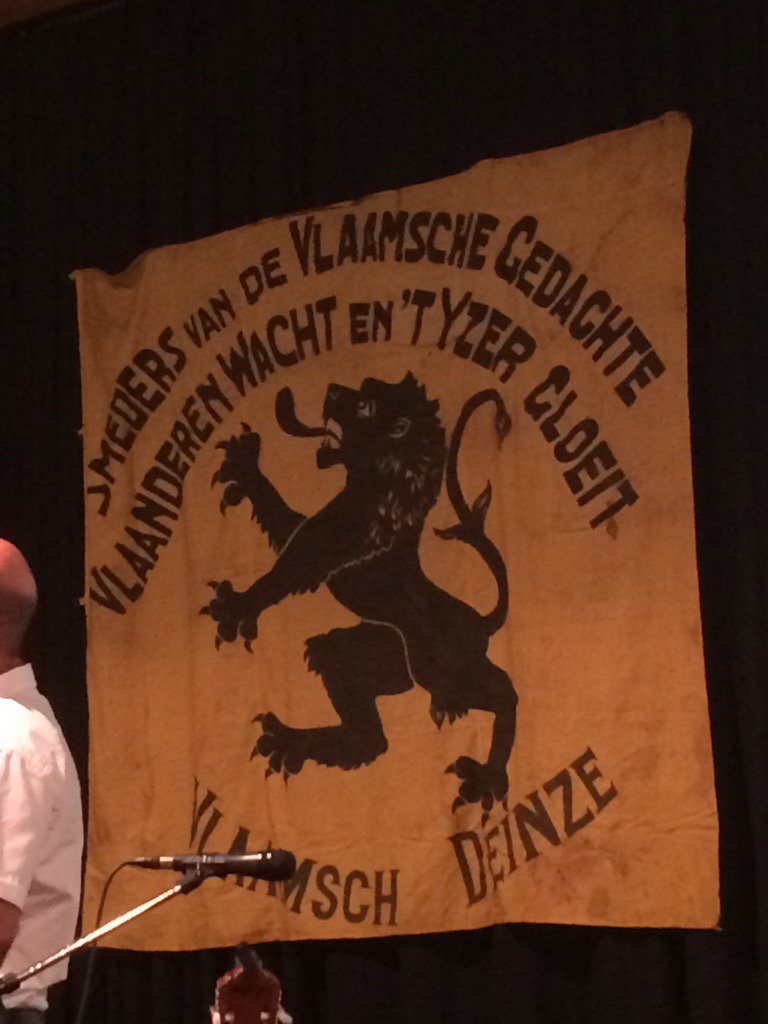 SMEDERS VAN DE VLAAMSCHE GEDACHTE
VLAANDEREN WACHT EN 'T YZER GLOEIT
VLAAMSCH DEINZE